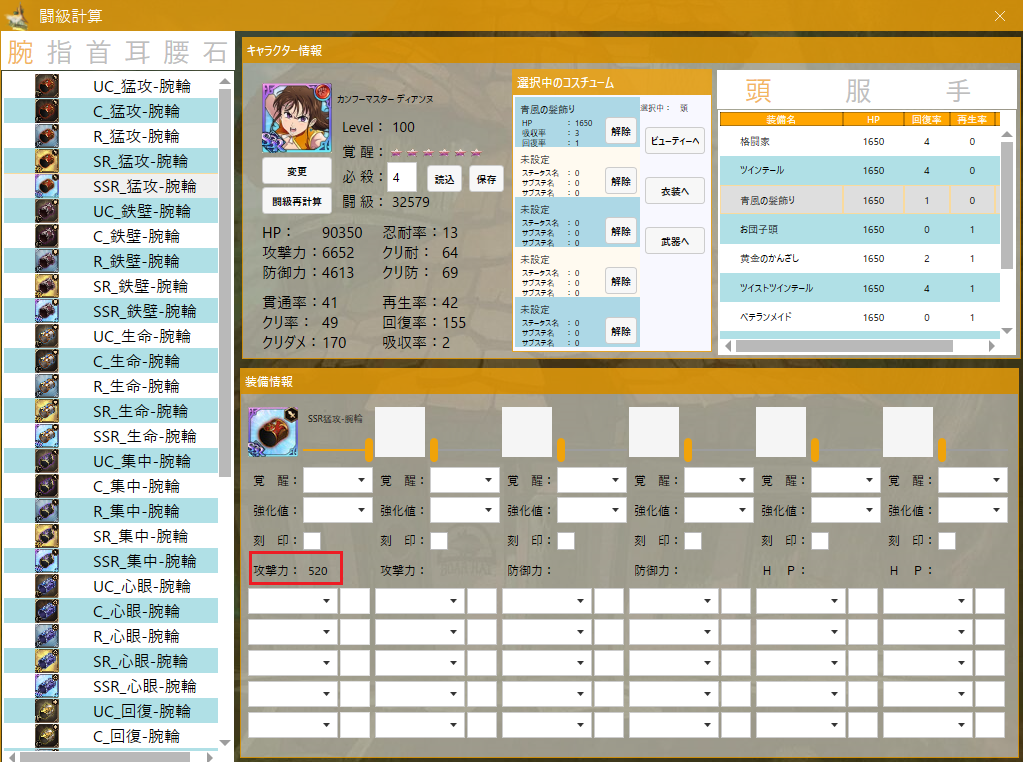 闘級計算
腕 指 首 耳 腰 石
UC_猛攻-腕輪
C_猛攻-腕輪
R_猛攻-腕輪
SR_猛攻-腕輪
SSR_猛攻-腕輪
UC_鉄壁-腕輪
C_鉄壁-腕輪
R_鉄壁-腕輪
SR_鉄壁-腕輪
SSR_鉄壁-腕輪
UC_生命-腕輪
C_生命-腕輪
R_生命-腕輪
SR_生命-腕輪
SSR_生命-腕輪
UC_集中-腕輪
C_集中-腕輪
R_集中-腕輪
SR_集中-腕輪
SSR_集中-腕輪
UC_心眼-腕輪
C_心眼-腕輪
R_心眼-腕輪
SR_心眼-腕輪
SSR_心眼-腕輪
UC_回復-腕輪
C_回復-腕輪
キャラクター情報
カンフーマスター ディアンヌ
Level： 100
覚 醒：
必 殺： 4 読込 保存
闘 級： 32579
変更
闘級再計算
HP： 90350 忍耐率：13
攻撃力：6652 クリ耐： 64
防御力：4613 クリ防： 69
貫通率：41 再生率：42
クリ率： 49 回復率：155
クリダメ：170 吸収率：2
選択中のコスチューム
青風の髪飾り
HP ： 1650
吸収率 ： 3
回復率 ： 1
解除
未設定
ステータス名 ： 0
サブステ名 ： 0
サブステ名 ： 0
解除
未設定
ステータス名 ： 0
サブステ名 ： 0
サブステ名 ： 0
解除
未設定
ステータス名 ： 0
サブステ名 ： 0
サブステ名 ： 0
解除
未設定
ステータス名 ： 0
サブステ名 ： 0
サブステ名 ： 0
解除
選択中： 頭
ビューティーへ
衣装へ
武器へ
頭 服 手
装備名 HP 回復率 再生率
格闘家 1650 4 0
ツインテール 1650 4 0
青風の髪飾り 1650 1 0
お団子頭 1650 0 1
黄金のかんざし 1650 2 1
ツイストツインテール 1650 4 1
ベテランメイド 1650 0 1
装備情報
SSR猛攻-腕輪
覚 醒： 覚 醒： 覚 醒： 覚 醒： 覚 醒： 覚 醒：
強化値： 強化値： 強化値： 強化値： 強化値： 強化値：
刻 印： 刻 印： 刻 印： 刻 印： 刻 印： 刻 印：
攻撃力： 520 攻撃力： 防御力： 防御力： H P： H P：